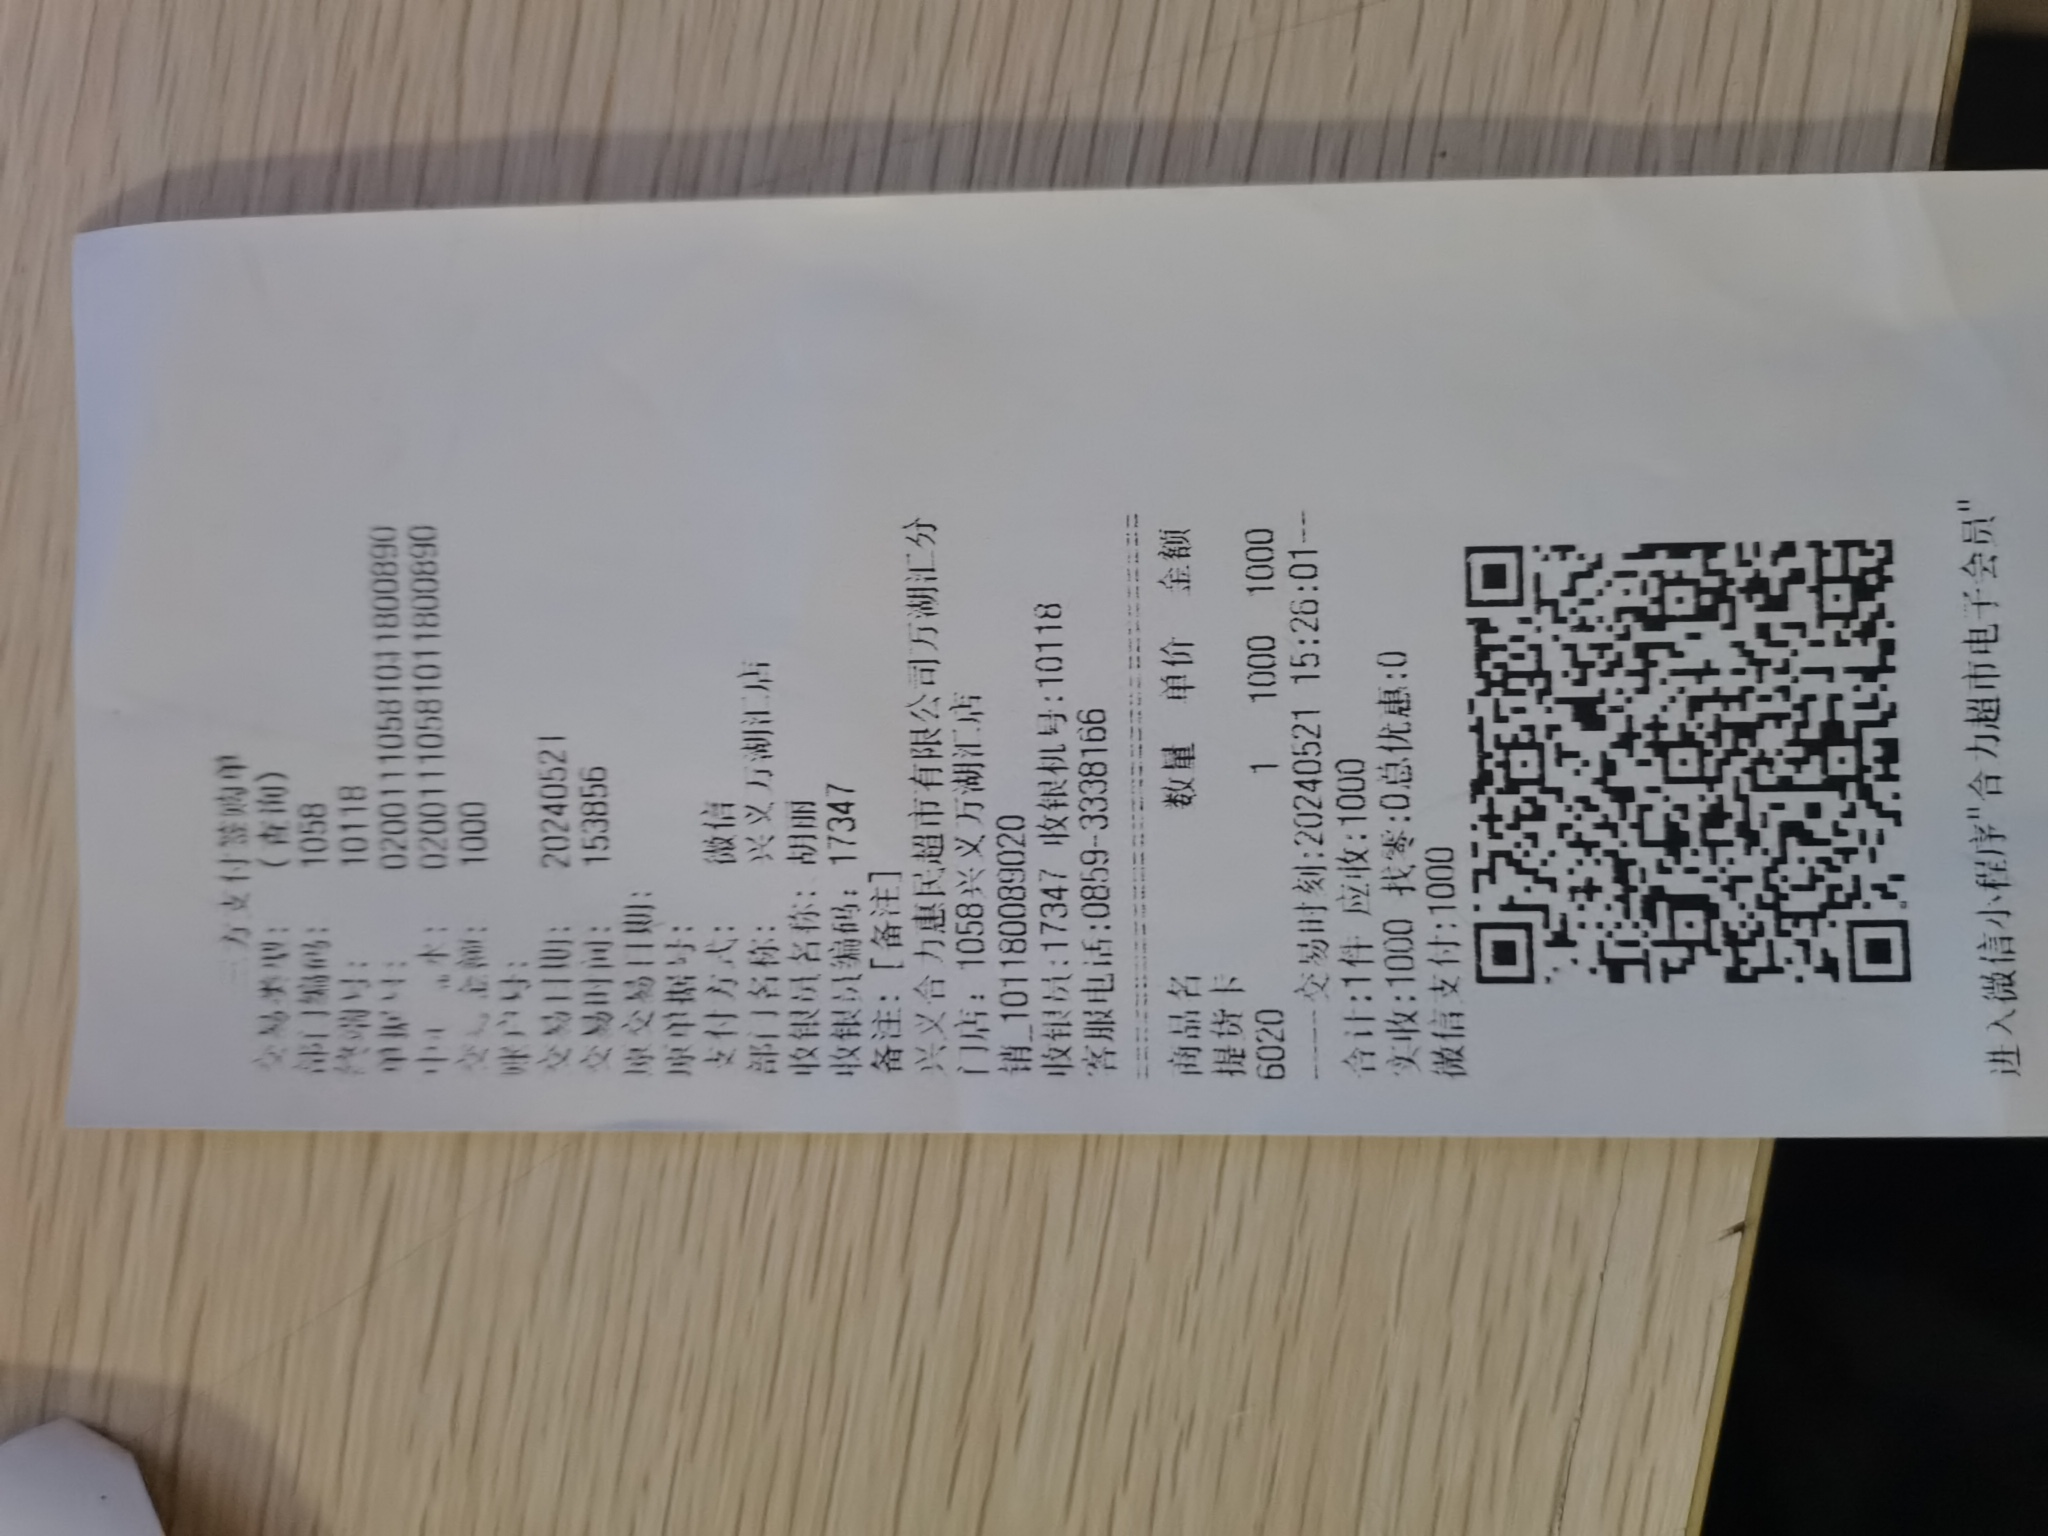 三方支付签购单
交易类型： （查询）
部门编码： 1058
终端号： 10118
单据号： 02001110581011800890
水： 02001110581011800890
交易金额： 1000
账户号：
交易日期： 20240521
交易时间： 153856
原交易日期：
原单据号：
支付方式： 微信
部门名称： 兴义万湖汇店
收银员名称： 胡丽
收银员编码： 17347
备注：[备注]
兴义合力惠民超市有限公司万湖汇分
门店：1058兴义万湖汇店
销_101180089020
收银员:17347 收银机号:10118
客服电话:0859-3338166
商品名 数量 单价 金额
提货卡
6020 1 1000 1000
----交易时刻:20240521 15:26:01--
合计:1件 应收:1000
实收:1000 找零:0总优惠:0
微信支付:1000
进入微信小程序"合力超市电子会员"